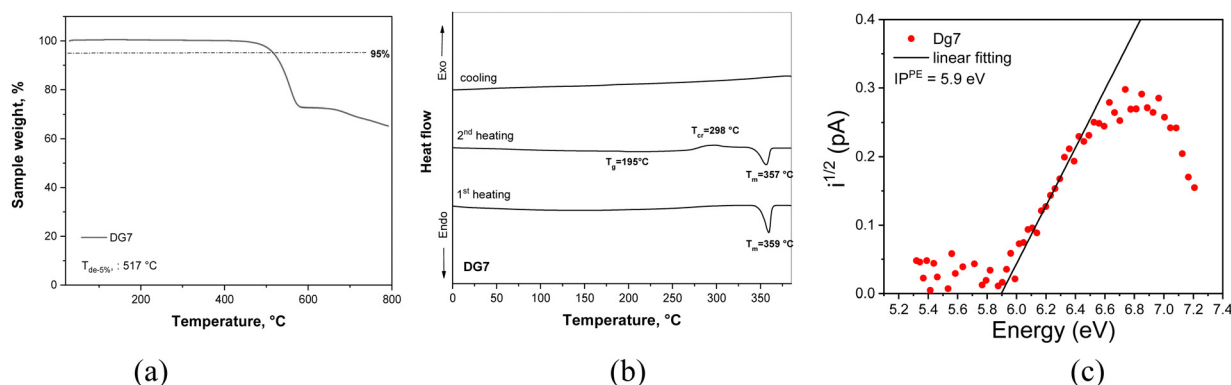 Sample weight, %
100
80
60
40
20
0
95%
DG7
T_de-5%, : 517 °C
200
400
600
800
Temperature, °C
(a)
Heat flow
Exo
Endo
cooling
2nd heating
T_cr=298 °C
T_g=195°C
T_m=357 °C
1st heating
T_m=359 °C
DG7
0
50
100
150
200
250
300
350
Temperature, °C
(b)
i^1/2 (pA)
0.4
0.3
0.2
0.1
0.0
Dg7
linear fitting
IP^PE = 5.9 eV
5.2 5.4 5.6 5.8 6.0 6.2 6.4 6.6 6.8 7.0 7.2 7.4
Energy (eV)
(c)